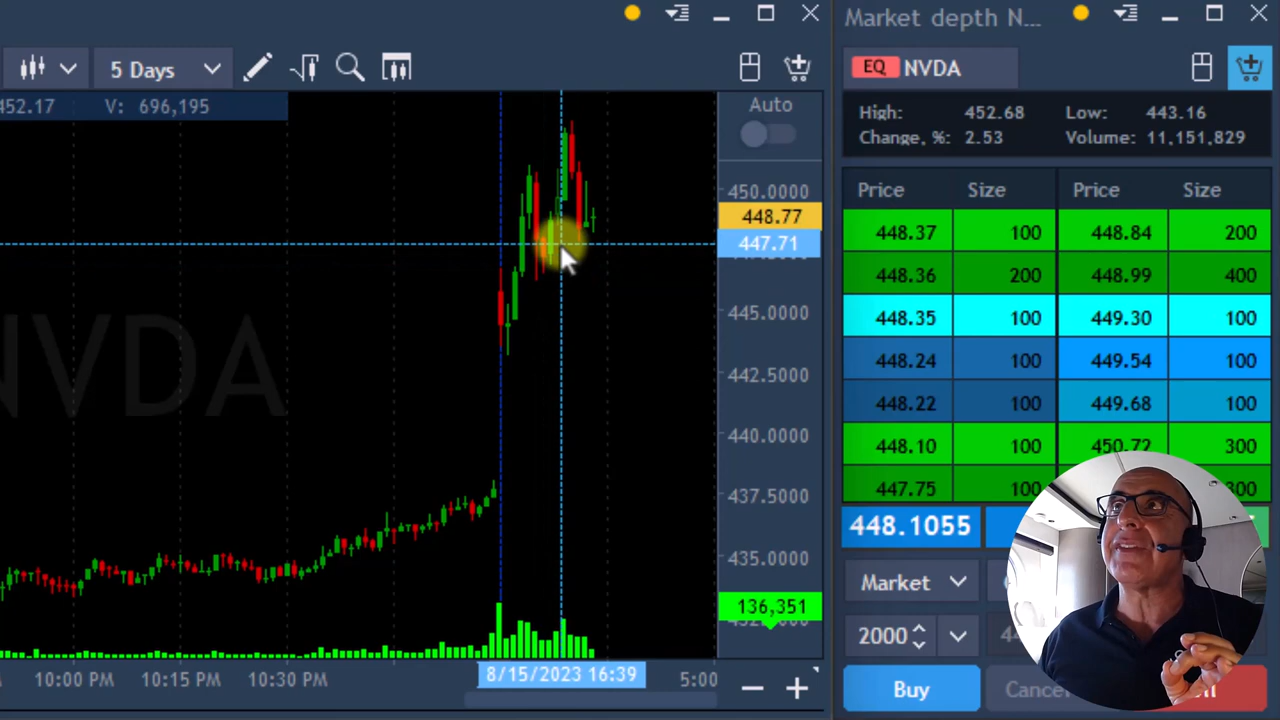 Market depth N...
5 Days
EQ NVDA
452.17 V: 696,195
Auto
High: 452.68 Low: 443.16
Change, %: 2.53 Volume: 11,151,829
Price Size Price Size
450.0000
448.77
447.71
445.0000
442.5000
440.0000
437.5000
435.0000
136,351
NVDA
448.37 100 448.84 200
448.36 200 448.99 400
448.35 100 449.30 100
448.24 100 449.54 100
448.22 100 449.68 100
448.10 100 450.72 300
447.75 100 300
448.1055
Market
2000
Buy Cancel
10:00 PM 10:15 PM 10:30 PM 8/15/2023 16:39 5:00